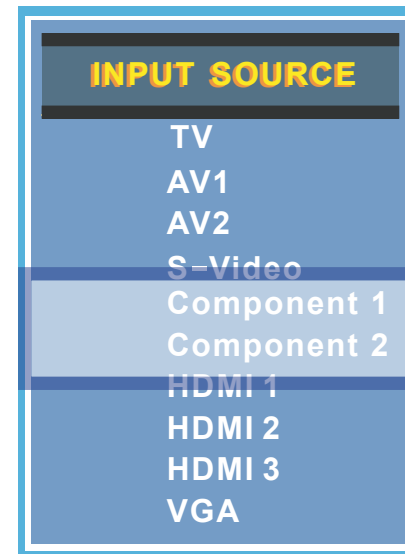 INPUT SOURCE
TV
AV1
AV2
S-Video
Component 1
Component 2
HDMI 1
HDMI 2
HDMI 3
VGA